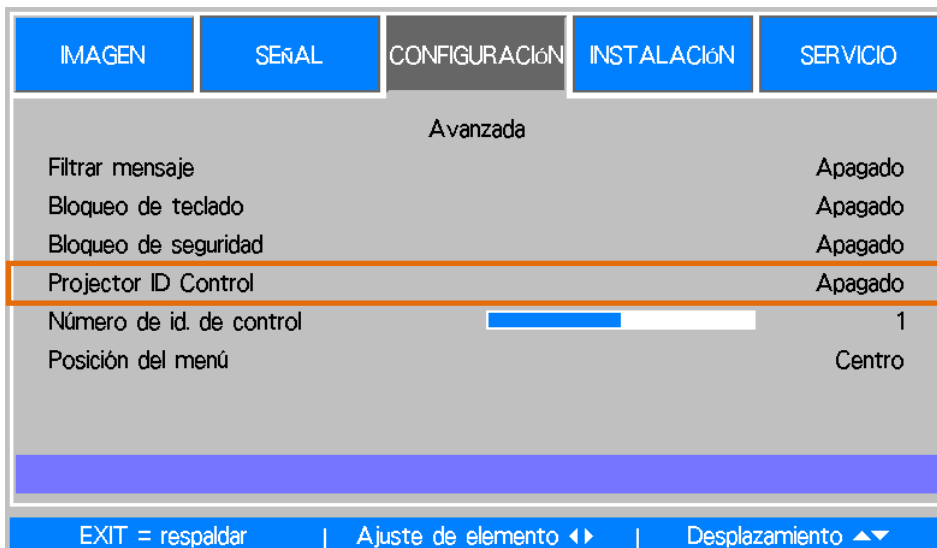 IMAGEN SEñAL CONFIGURACIóN INSTALACIóN SERVICIO
Avanzada
Filtrar mensaje Apagado
Bloqueo de teclado Apagado
Bloqueo de seguridad Apagado
Projector ID Control Apagado
Número de id. de control 1
Posición del menú Centro
EXIT = respaldar | Ajuste de elemento ◂▸ | Desplazamiento ▲▼